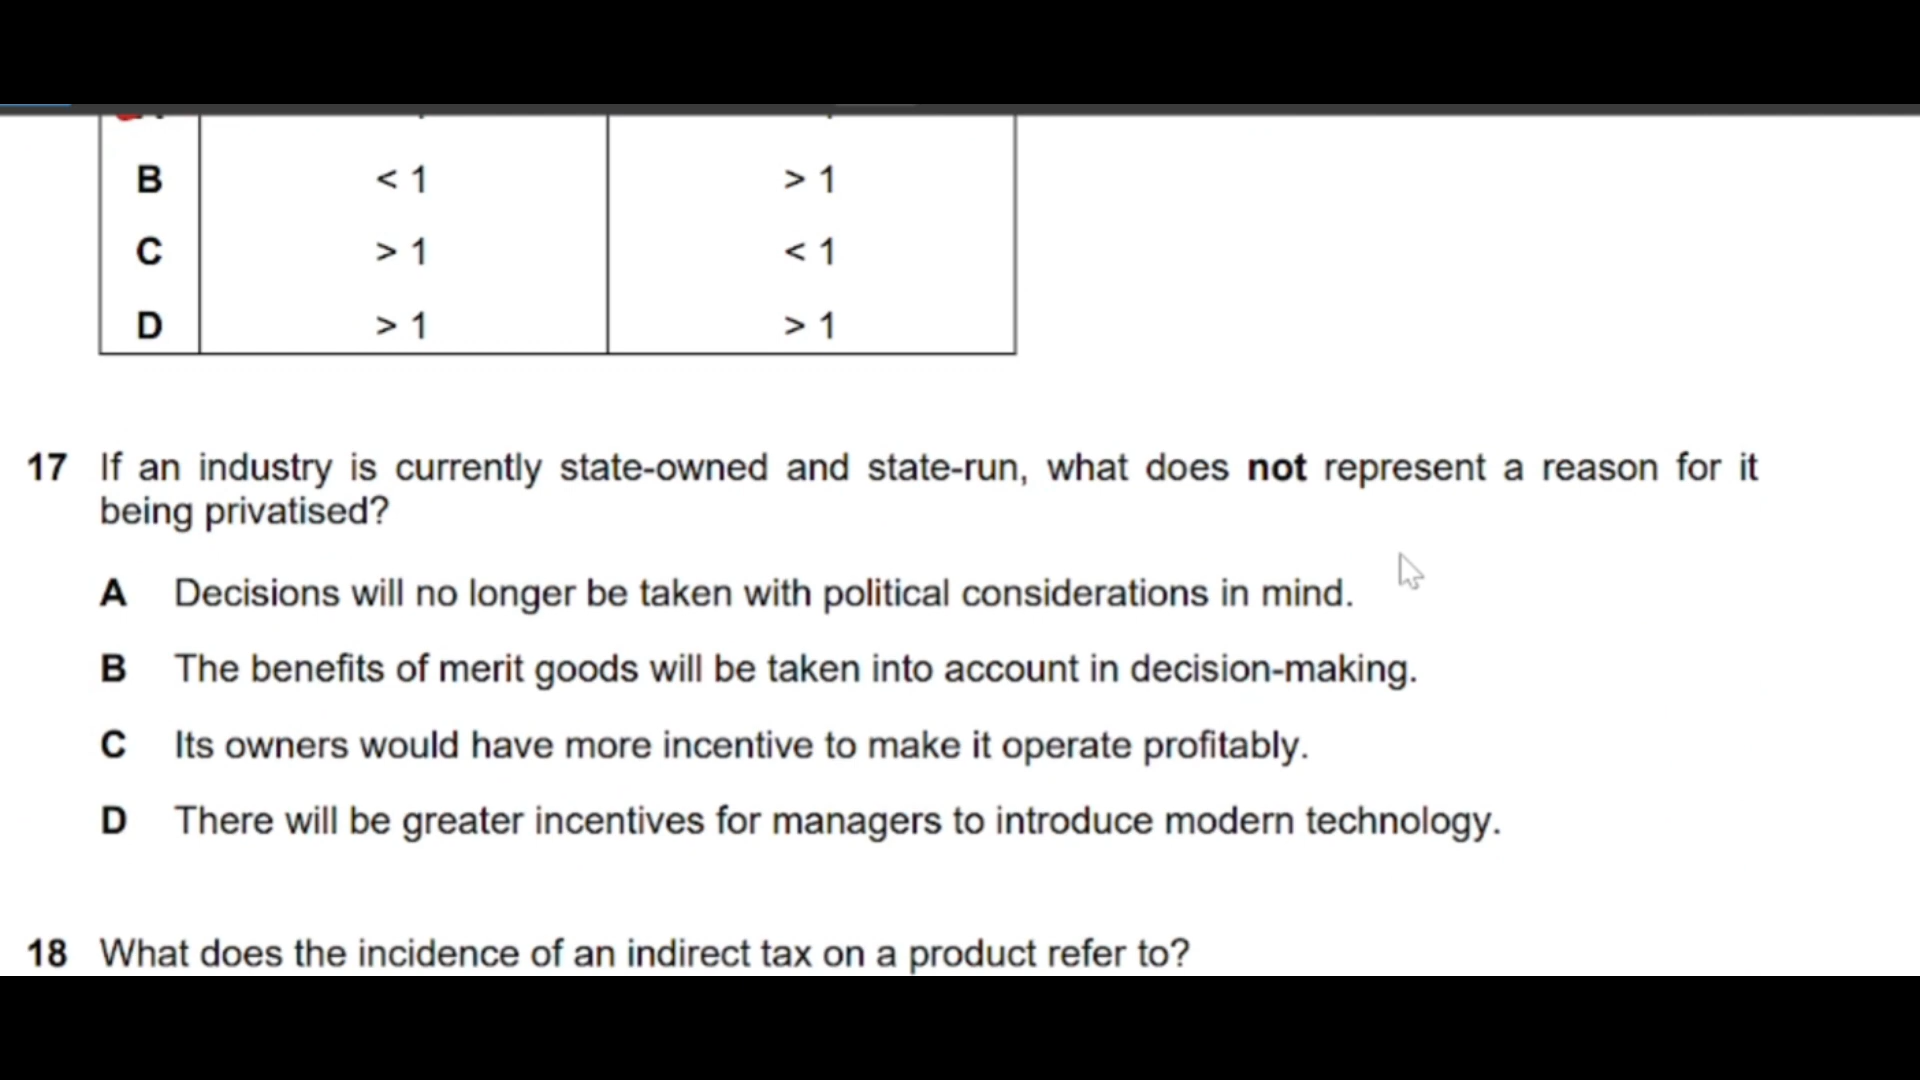 B < 1 > 1
C > 1 < 1
D > 1 > 1
17 If an industry is currently state-owned and state-run, what does not represent a reason for it
being privatised?
A Decisions will no longer be taken with political considerations in mind.
B The benefits of merit goods will be taken into account in decision-making.
C Its owners would have more incentive to make it operate profitably.
D There will be greater incentives for managers to introduce modern technology.
18 What does the incidence of an indirect tax on a product refer to?